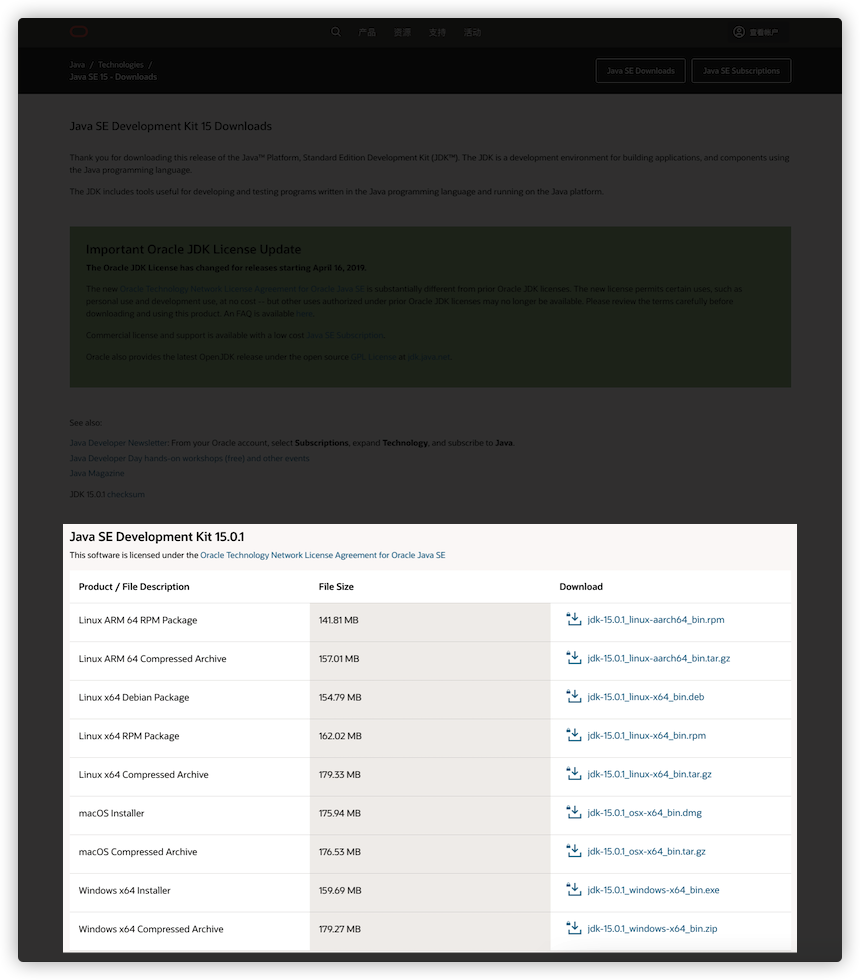 产品 资源 支持 活动 查看帐户
Java / Technologies /
Java SE 15 - Downloads
Java SE Downloads Java SE Subscriptions
Java SE Development Kit 15 Downloads
Thank you for downloading this release of the Java™ Platform, Standard Edition Development Kit (JDK™). The JDK is a development environment for building applications, and components using
the Java programming language.
The JDK includes tools useful for developing and testing programs written in the Java programming language and running on the Java platform.
Important Oracle JDK License Update
The Oracle JDK License has changed for releases starting April 16, 2019.
The new Oracle Technology Network License Agreement for Oracle Java SE is substantially different from prior Oracle JDK licenses. The new license permits certain uses, such as
personal use and development use, at no cost -- but other uses authorized under prior Oracle JDK licenses may no longer be available. Please review the terms carefully before
downloading and using this product. An FAQ is available here.
Commercial license and support is available with a low cost Java SE Subscription.
Oracle also provides the latest OpenJDK release under the open source GPL License at jdk.java.net.
See also:
Java Developer Newsletter: From your Oracle account, select Subscriptions, expand Technology, and subscribe to Java.
Java Developer Day hands-on workshops (free) and other events
Java Magazine
JDK 15.0.1 checksum
Java SE Development Kit 15.0.1
This software is licensed under the Oracle Technology Network License Agreement for Oracle Java SE
Product / File Description File Size Download
Linux ARM 64 RPM Package 141.81 MB jdk-15.0.1_linux-aarch64_bin.rpm
Linux ARM 64 Compressed Archive 157.01 MB jdk-15.0.1_linux-aarch64_bin.tar.gz
Linux x64 Debian Package 154.79 MB jdk-15.0.1_linux-x64_bin.deb
Linux x64 RPM Package 162.02 MB jdk-15.0.1_linux-x64_bin.rpm
Linux x64 Compressed Archive 179.33 MB jdk-15.0.1_linux-x64_bin.tar.gz
macOS Installer 175.94 MB jdk-15.0.1_osx-x64_bin.dmg
macOS Compressed Archive 176.53 MB jdk-15.0.1_osx-x64_bin.tar.gz
Windows x64 Installer 159.69 MB jdk-15.0.1_windows-x64_bin.exe
Windows x64 Compressed Archive 179.27 MB jdk-15.0.1_windows-x64_bin.zip